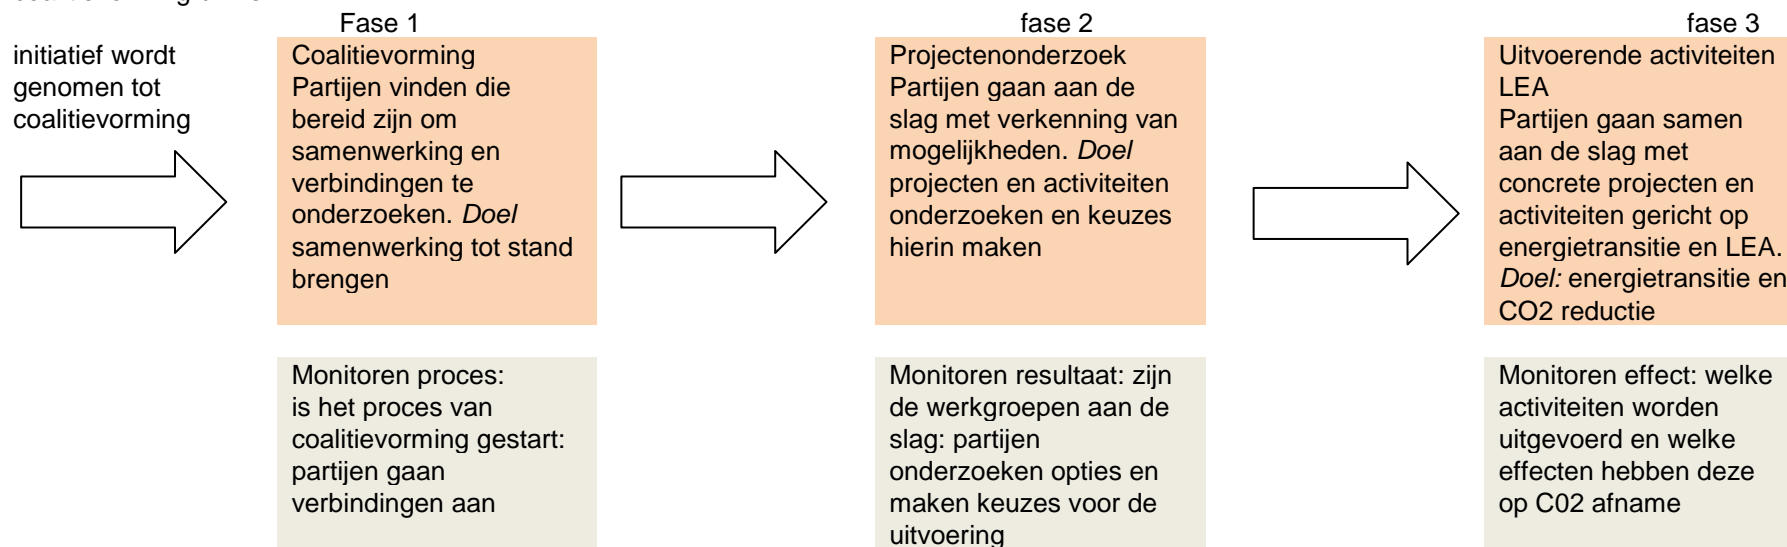 Fase 1
fase 2
fase 3
initiatief wordt
genomen tot
coalitievorming
Coalitievorming
Partijen vinden die
bereid zijn om
samenwerking en
verbindingen te
onderzoeken. Doel
samenwerking tot stand
brengen
Projectenonderzoek
Partijen gaan aan de
slag met verkenning van
mogelijkheden. Doel
projecten en activiteiten
onderzoeken en keuzes
hierin maken
Uitvoerende activiteiten
LEA
Partijen gaan samen
aan de slag met
concrete projecten en
activiteiten gericht op
energietransitie en LEA.
Doel: energietransitie en
CO2 reductie
Monitoren proces:
is het proces van
coalitievorming gestart:
partijen gaan
verbindingen aan
Monitoren resultaat: zijn
de werkgroepen aan de
slag: partijen
onderzoeken opties en
maken keuzes voor de
uitvoering
Monitoren effect: welke
activiteiten worden
uitgevoerd en welke
effecten hebben deze
op C02 afname